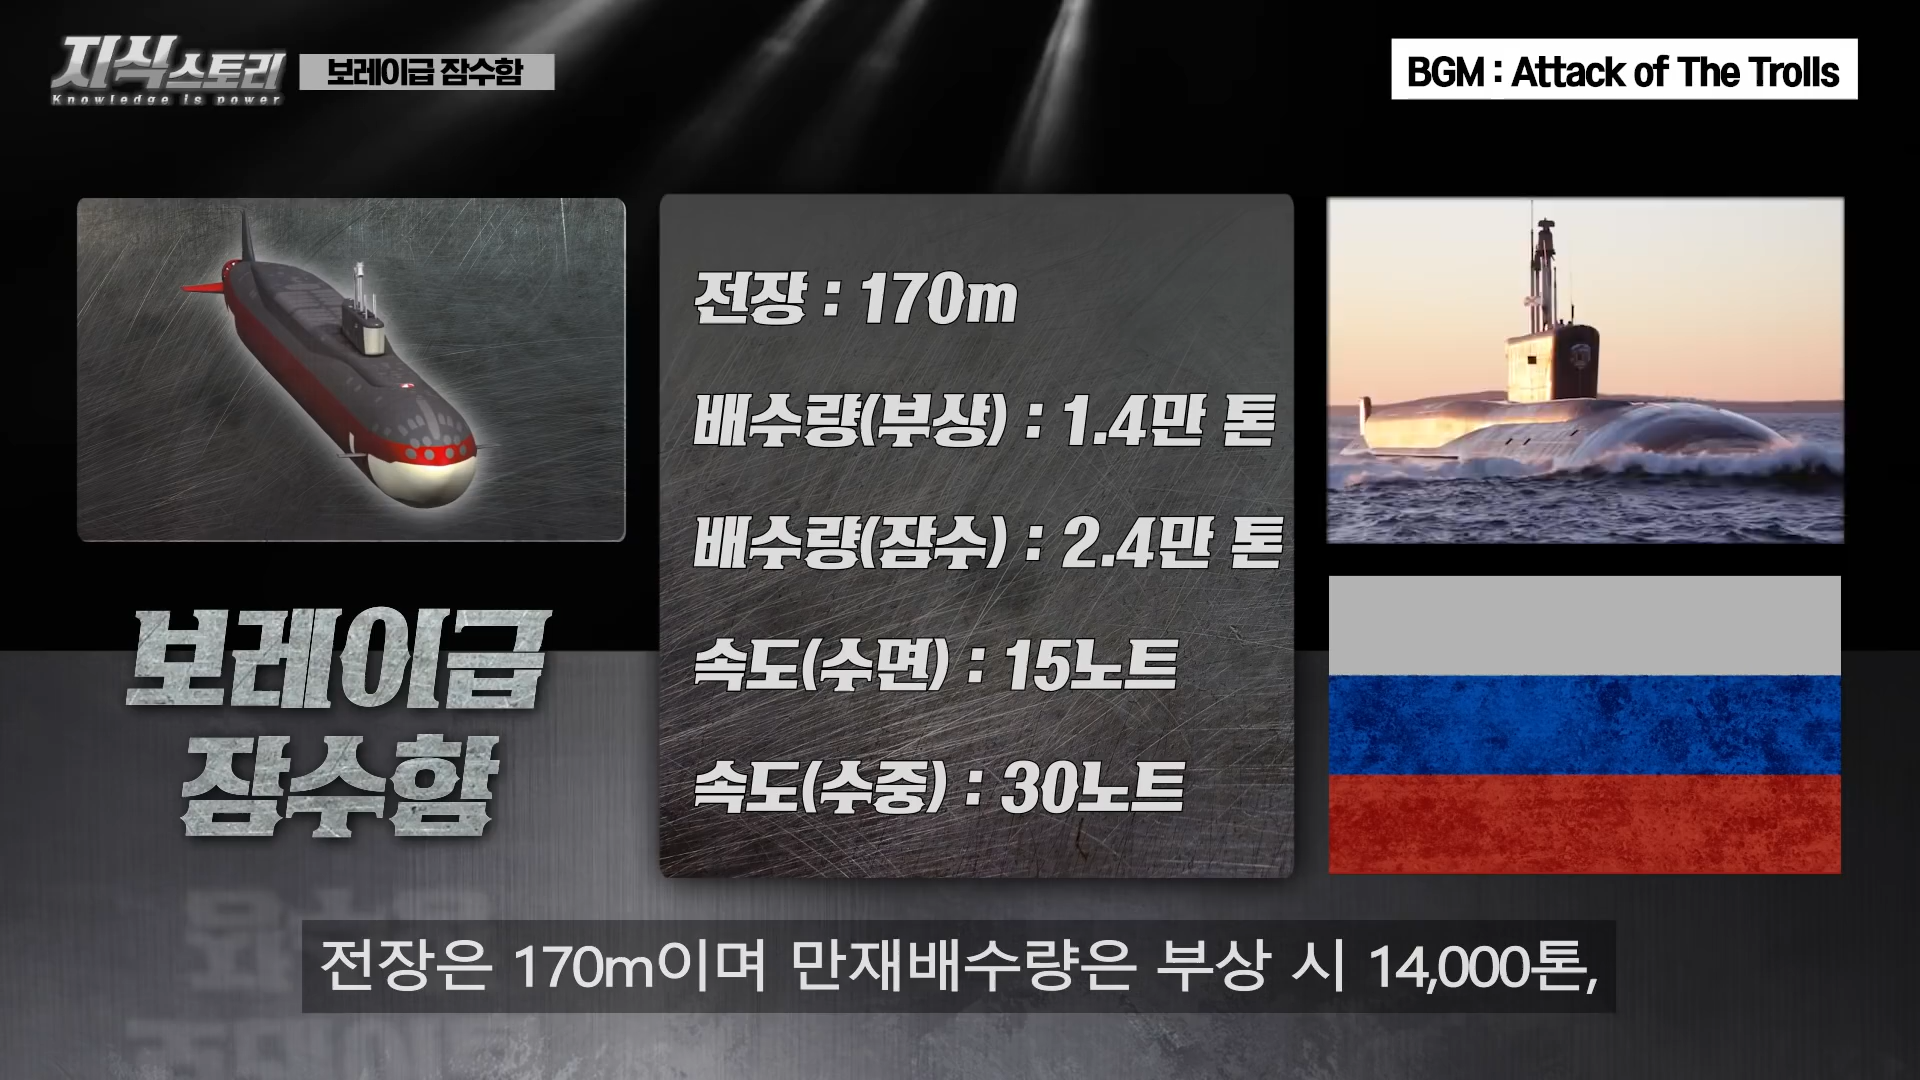 지식스토리
Knowledge is power
보레이급 잠수함
BGM : Attack of The Trolls
전장 : 170m
배수량(부상) : 1.4만 톤
배수량(잠수) : 2.4만 톤
속도(수면) : 15노트
속도(수중) : 30노트
보레이급
잠수함
전장은 170m이며 만재배수량은 부상 시 14,000톤,